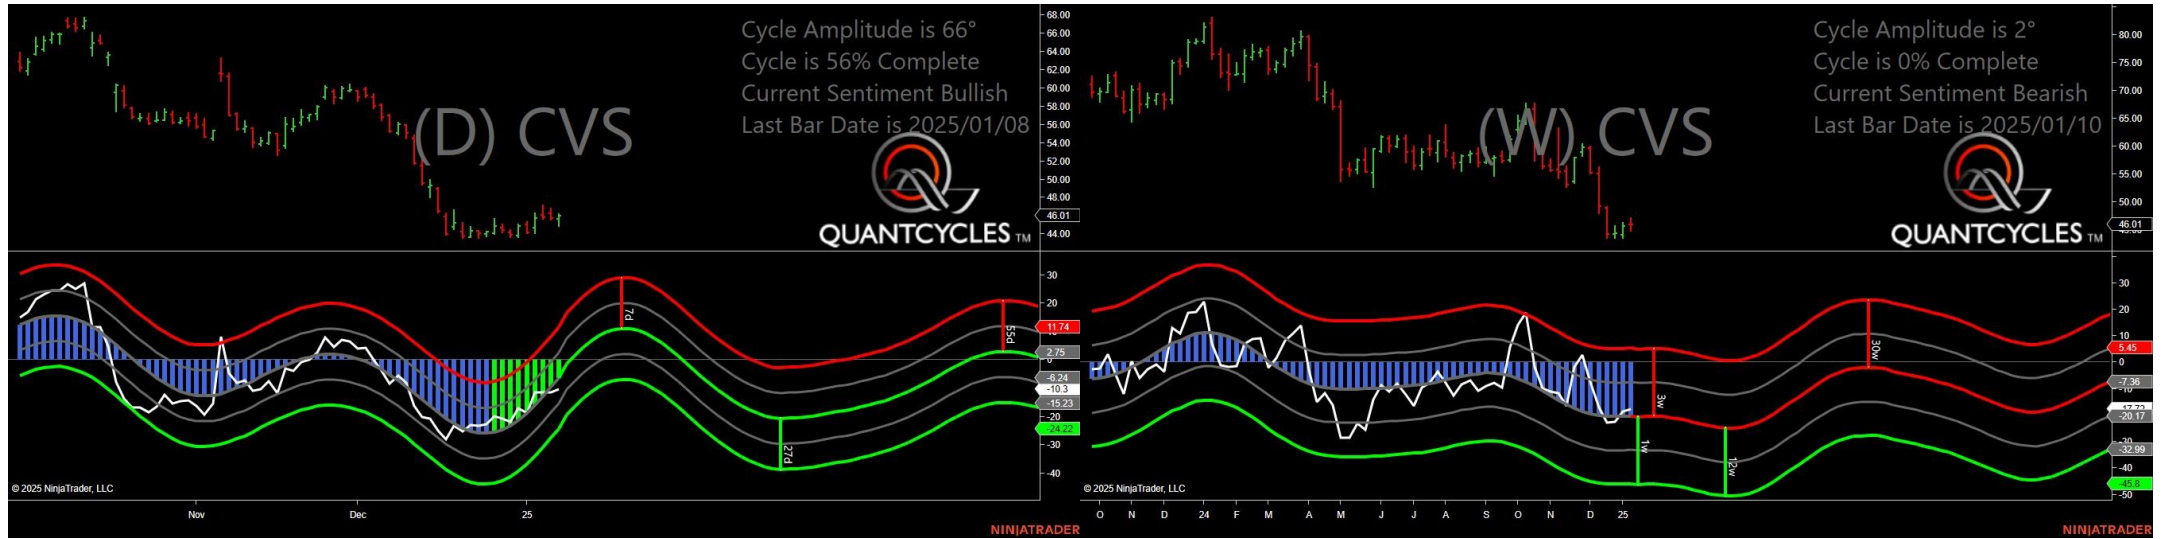 Cycle Amplitude is 66°
Cycle is 56% Complete
Current Sentiment Bullish
Last Bar Date is 2025/01/08
(D) CVS
QUANTCYCLES TM
68.00
66.00
64.00
62.00
60.00
58.00
56.00
54.00
52.00
50.00
48.00
46.01
44.00
30
20
11.74
2.75
0
-6.24
-10.3
-15.23
-20
-24.22
-30
-40
7d
27d
55d
© 2025 NinjaTrader, LLC
Nov
Dec
25
NINJATRADER
Cycle Amplitude is 2°
Cycle is 0% Complete
Current Sentiment Bearish
Last Bar Date is 2025/01/10
(W) CVS
QUANTCYCLES TM
80.00
75.00
70.00
65.00
60.00
55.00
50.00
46.01
30
20
10
5.45
0
-7.36
-20.17
-32.99
-40
-45.8
-50
3w
1w
12w
30w
© 2025 NinjaTrader, LLC
O N D 24 F M A M J J A S O N D 25
NINJATRADER